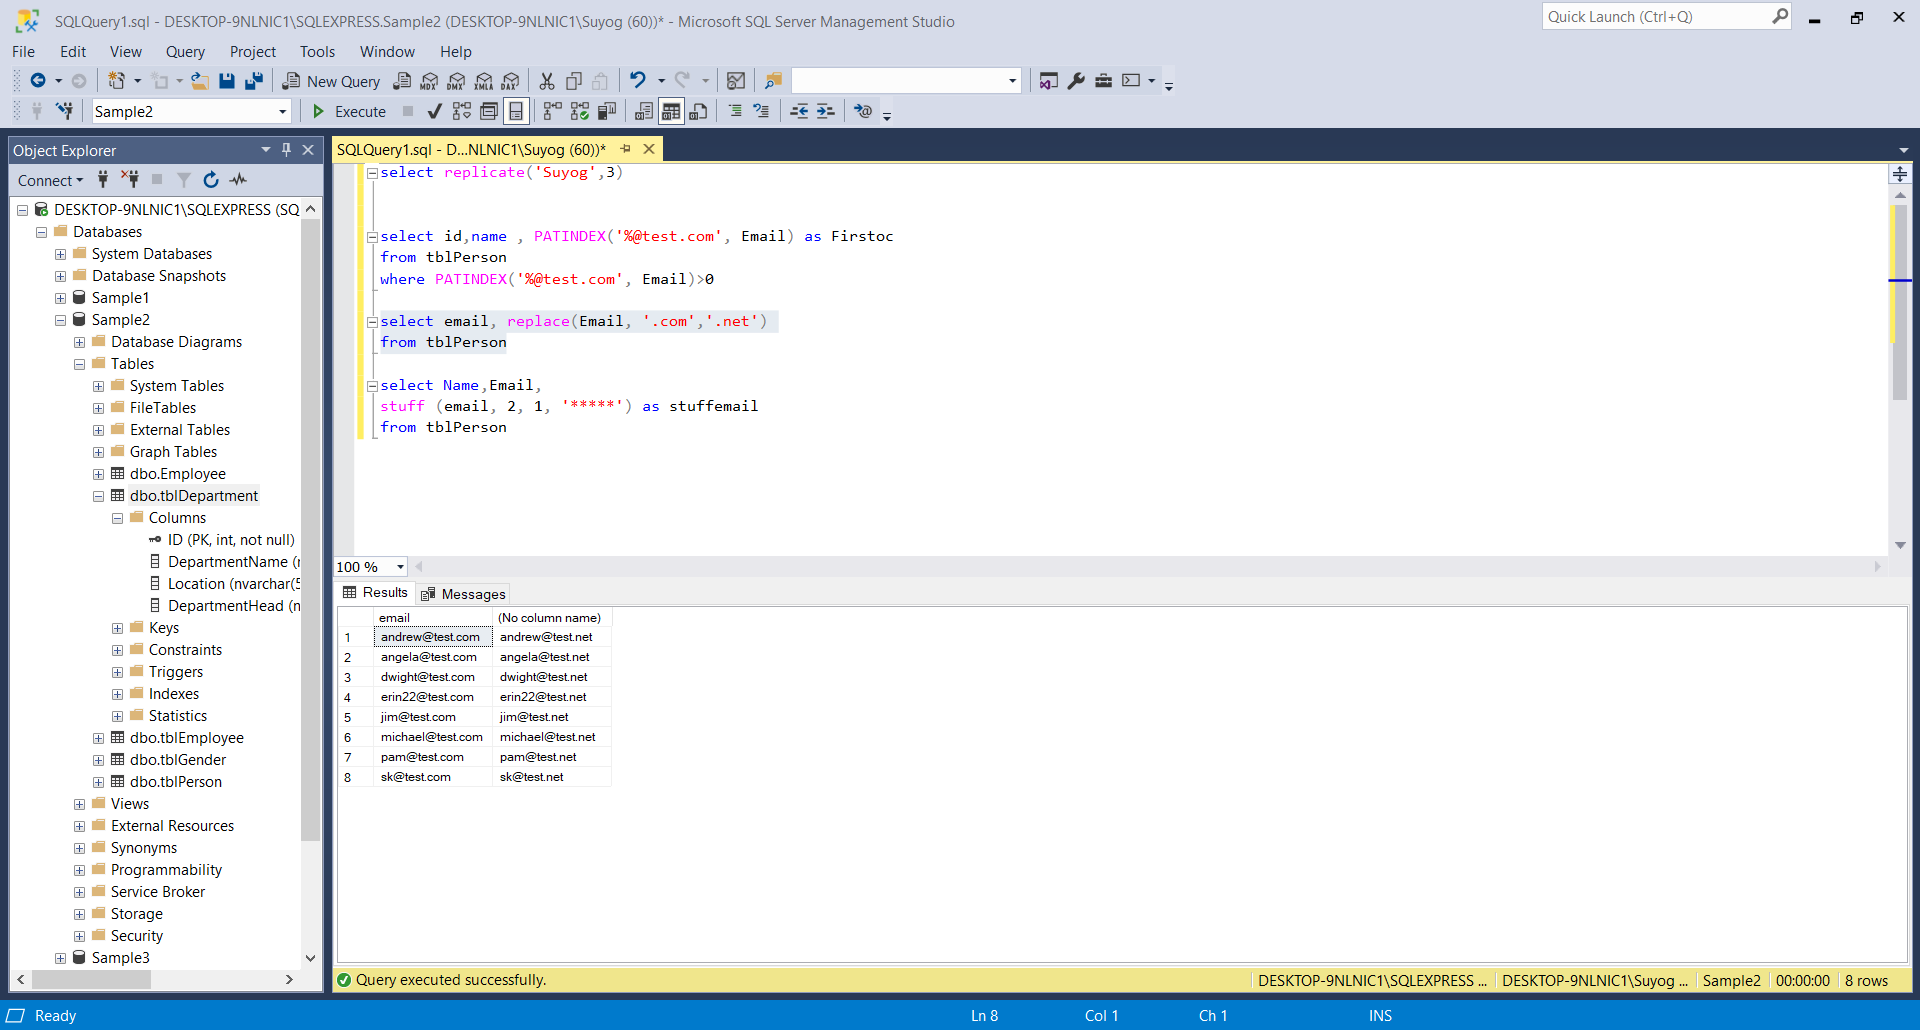 SQLQuery1.sql - DESKTOP-9NLNIC1\SQLEXPRESS.Sample2 (DESKTOP-9NLNIC1\Suyog (60))* - Microsoft SQL Server Management Studio
Quick Launch (Ctrl+Q)
File Edit View Query Project Tools Window Help
New Query MDX DMX XMLA DAX
Sample2 Execute
Object Explorer
Connect
DESKTOP-9NLNIC1\SQLEXPRESS (SQ
Databases
System Databases
Database Snapshots
Sample1
Sample2
Database Diagrams
Tables
System Tables
FileTables
External Tables
Graph Tables
dbo.Employee
dbo.tblDepartment
Columns
ID (PK, int, not null)
DepartmentName (
Location (nvarchar(5
DepartmentHead (n
Keys
Constraints
Triggers
Indexes
Statistics
dbo.tblEmployee
dbo.tblGender
dbo.tblPerson
Views
External Resources
Synonyms
Programmability
Service Broker
Storage
Security
Sample3
SQLQuery1.sql - D...NLNIC1\Suyog (60))*
select replicate('Suyog',3)
select id,name , PATINDEX('%@test.com', Email) as Firstoc
from tblPerson
where PATINDEX('%@test.com', Email)>0
select email, replace(Email, '.com','.net')
from tblPerson
select Name,Email,
stuff (email, 2, 1, '*****') as stuffemail
from tblPerson
100 %
Results Messages
email (No column name)
1 andrew@test.com andrew@test.net
2 angela@test.com angela@test.net
3 dwight@test.com dwight@test.net
4 erin22@test.com erin22@test.net
5 jim@test.com jim@test.net
6 michael@test.com michael@test.net
7 pam@test.com pam@test.net
8 sk@test.com sk@test.net
Query executed successfully.
DESKTOP-9NLNIC1\SQLEXPRESS ... DESKTOP-9NLNIC1\Suyog ... Sample2 00:00:00 8 rows
Ready Ln 8 Col 1 Ch 1 INS